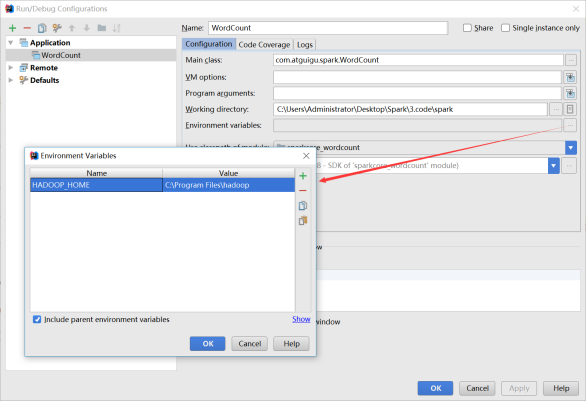 Run/Debug Configurations
Name: WordCount
Share
Single instance only
Application
WordCount
Remote
Defaults
Configuration Code Coverage Logs
Main class: com.atguigu.spark.WordCount
VM options:
Program arguments:
Working directory: C:\Users\Administrator\Desktop\Spark\3.code\spark
Environment variables:
Use classpath of module: sparkcore_wordcount
8 - SDK of 'sparkcore_wordcount' module)
Environment Variables
Name Value
HADOOP_HOME C:\Program Files\hadoop
Include parent environment variables
Show
OK Cancel Help
window
OK Cancel Apply Help